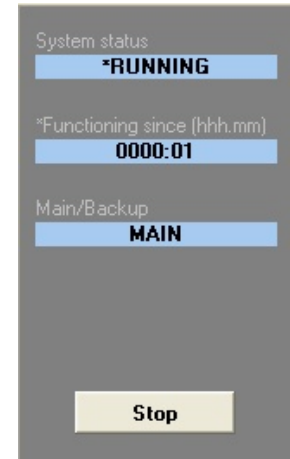 System status
*RUNNING
*Functioning since (hhh.mm)
0000:01
Main/Backup
MAIN
Stop